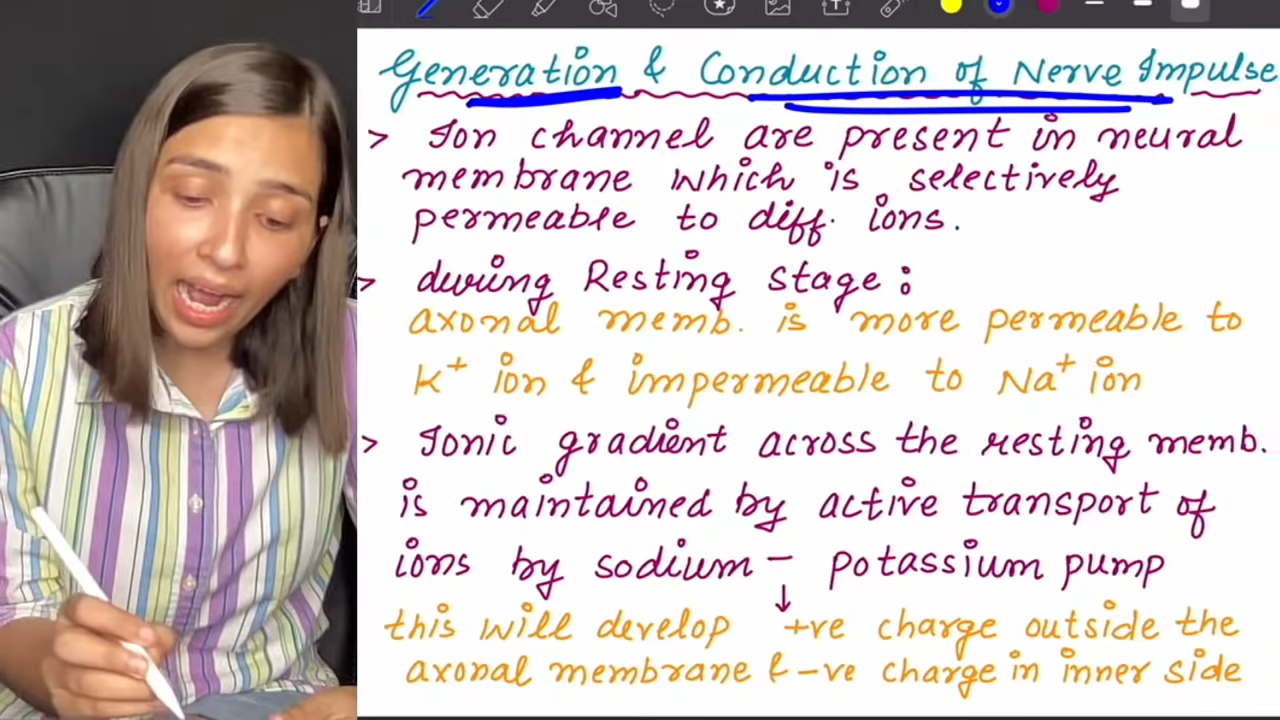 Generation & Conduction of Nerve Impulse
> Ion channel are present in neural
membrane which is selectively
permeable to diff. ions.
> during Resting Stage :
axonal memb. is more permeable to
K+ ion & impermeable to Na+ ion
> Ionic gradient across the resting memb.
is maintained by active transport of
ions by sodium - potassium pump
↓
this will develop +ve charge outside the
axonal membrane & -ve charge in inner side